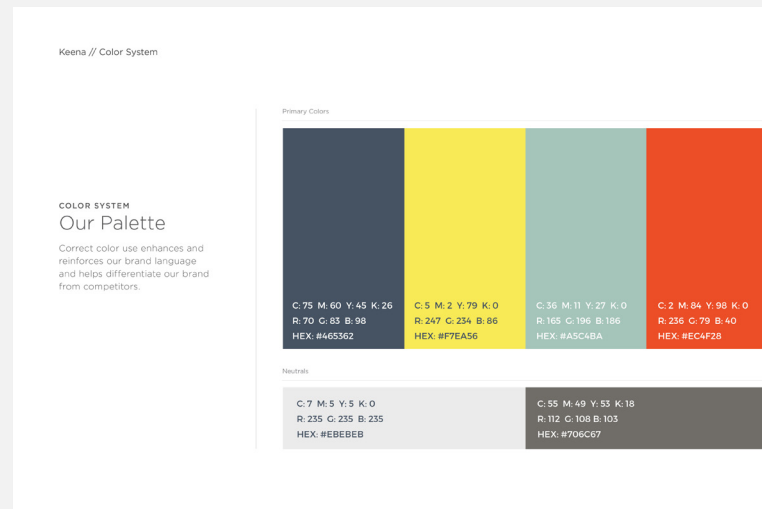 Keena // Color System
Primary Colors
COLOR SYSTEM
Our Palette
Correct color use enhances and
reinforces our brand language
and helps differentiate our brand
from competitors.
C: 75 M: 60 Y: 45 K: 26
R: 70 G: 83 B: 98
HEX: #465362
C: 5 M: 2 Y: 79 K: 0
R: 247 G: 234 B: 86
HEX: #F7EA56
C: 36 M: 11 Y: 27 K: 0
R: 165 G: 196 B: 186
HEX: #A5C4BA
C: 2 M: 84 Y: 98 K: 0
R: 236 G: 79 B: 40
HEX: #EC4F28
Neutrals
C: 7 M: 5 Y: 5 K: 0
R: 235 G: 235 B: 235
HEX: #EBEBEB
C: 55 M: 49 Y: 53 K: 18
R: 112 G: 108 B: 103
HEX: #706C67